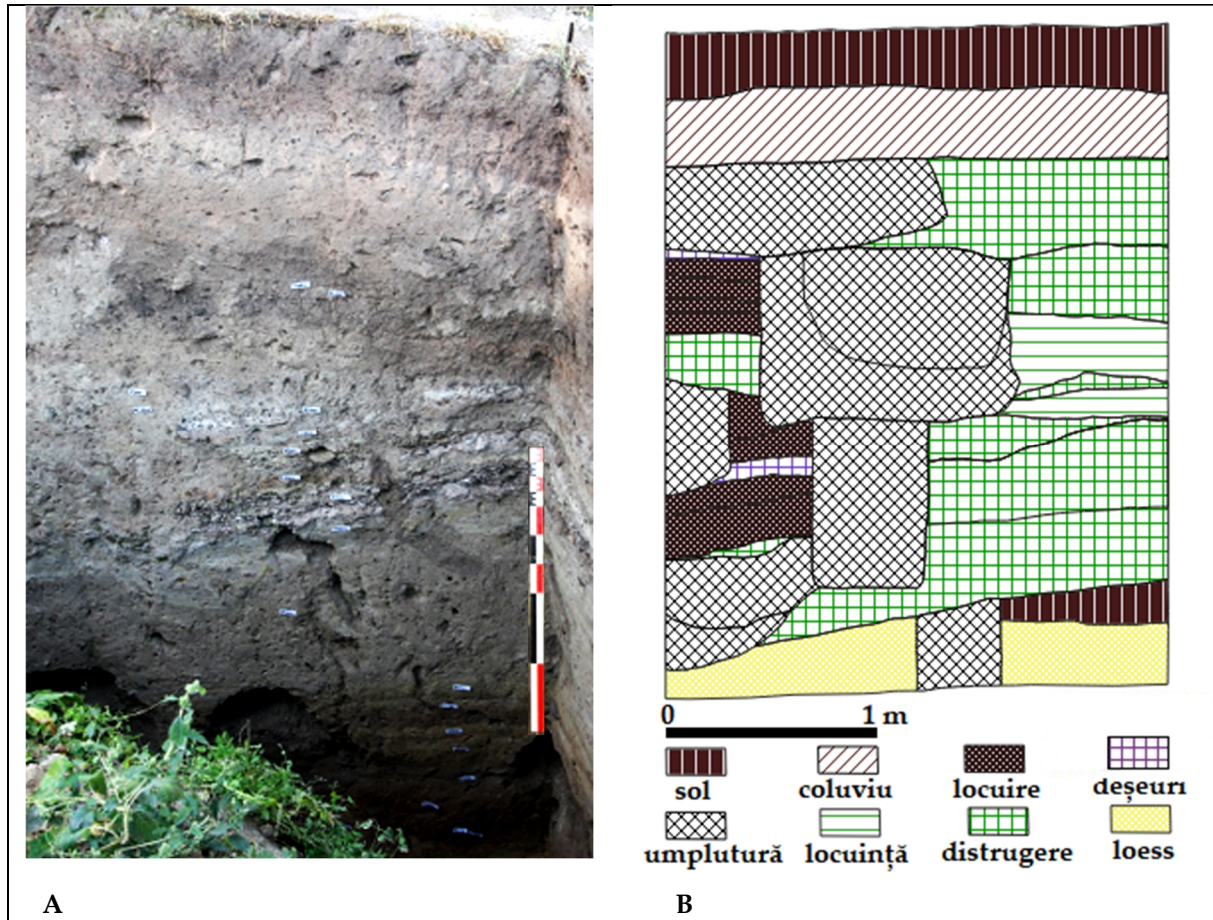 0 1 m
sol coluviu locuire deșeuri
umplutură locuință distrugere loess
A B